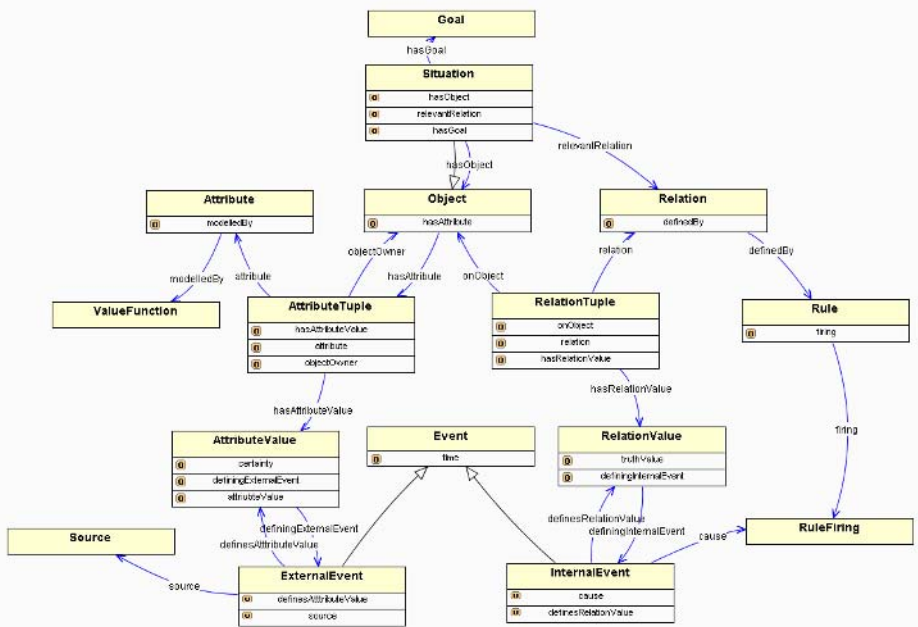 Goal
hasGoal
Situation
hasObject
relevantRelation
hasGoal
relevantRelation
hasObject
Attribute
modelledBy
Object
hasAttribute
Relation
definedBy
objectOwner
relation
definedBy
modelledBy
attribute
hasAttribute
onObject
ValueFunction
AttributeTuple
hasAttributeValue
attribute
objectOwner
RelationTuple
onObject
relation
hasRelationValue
Rule
firing
hasAttributeValue
hasRelationValue
firing
AttributeValue
certainty
definingExternalEvent
attributeValue
Event
time
RelationValue
truthValue
definingInternalEvent
definingExternalEvent
definesAttributeValue
definesRelationValue
definingInternalEvent
Source
RuleFiring
cause
source
ExternalEvent
definesAttributeValue
source
InternalEvent
cause
definesRelationValue